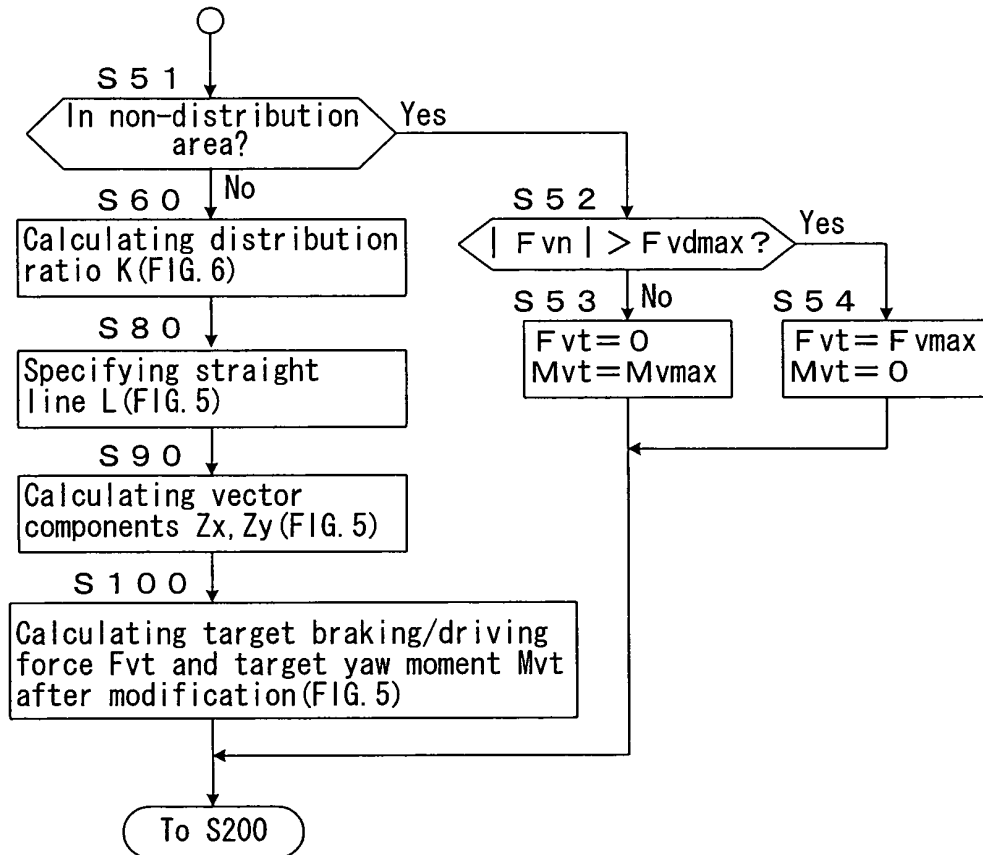 S51
In non-distribution
area?
Yes
No
S60
Calculating distribution
ratio K(FIG. 6)
S52
| Fvn | > Fvdmax?
Yes
No
S53
Fvt=0
Mvt=Mvmax
S54
Fvt=Fvmax
Mvt=0
S80
Specifying straight
line L(FIG. 5)
S90
Calculating vector
components Zx, Zy(FIG. 5)
S100
Calculating target braking/driving
force Fvt and target yaw moment Mvt
after modification(FIG. 5)
To S200